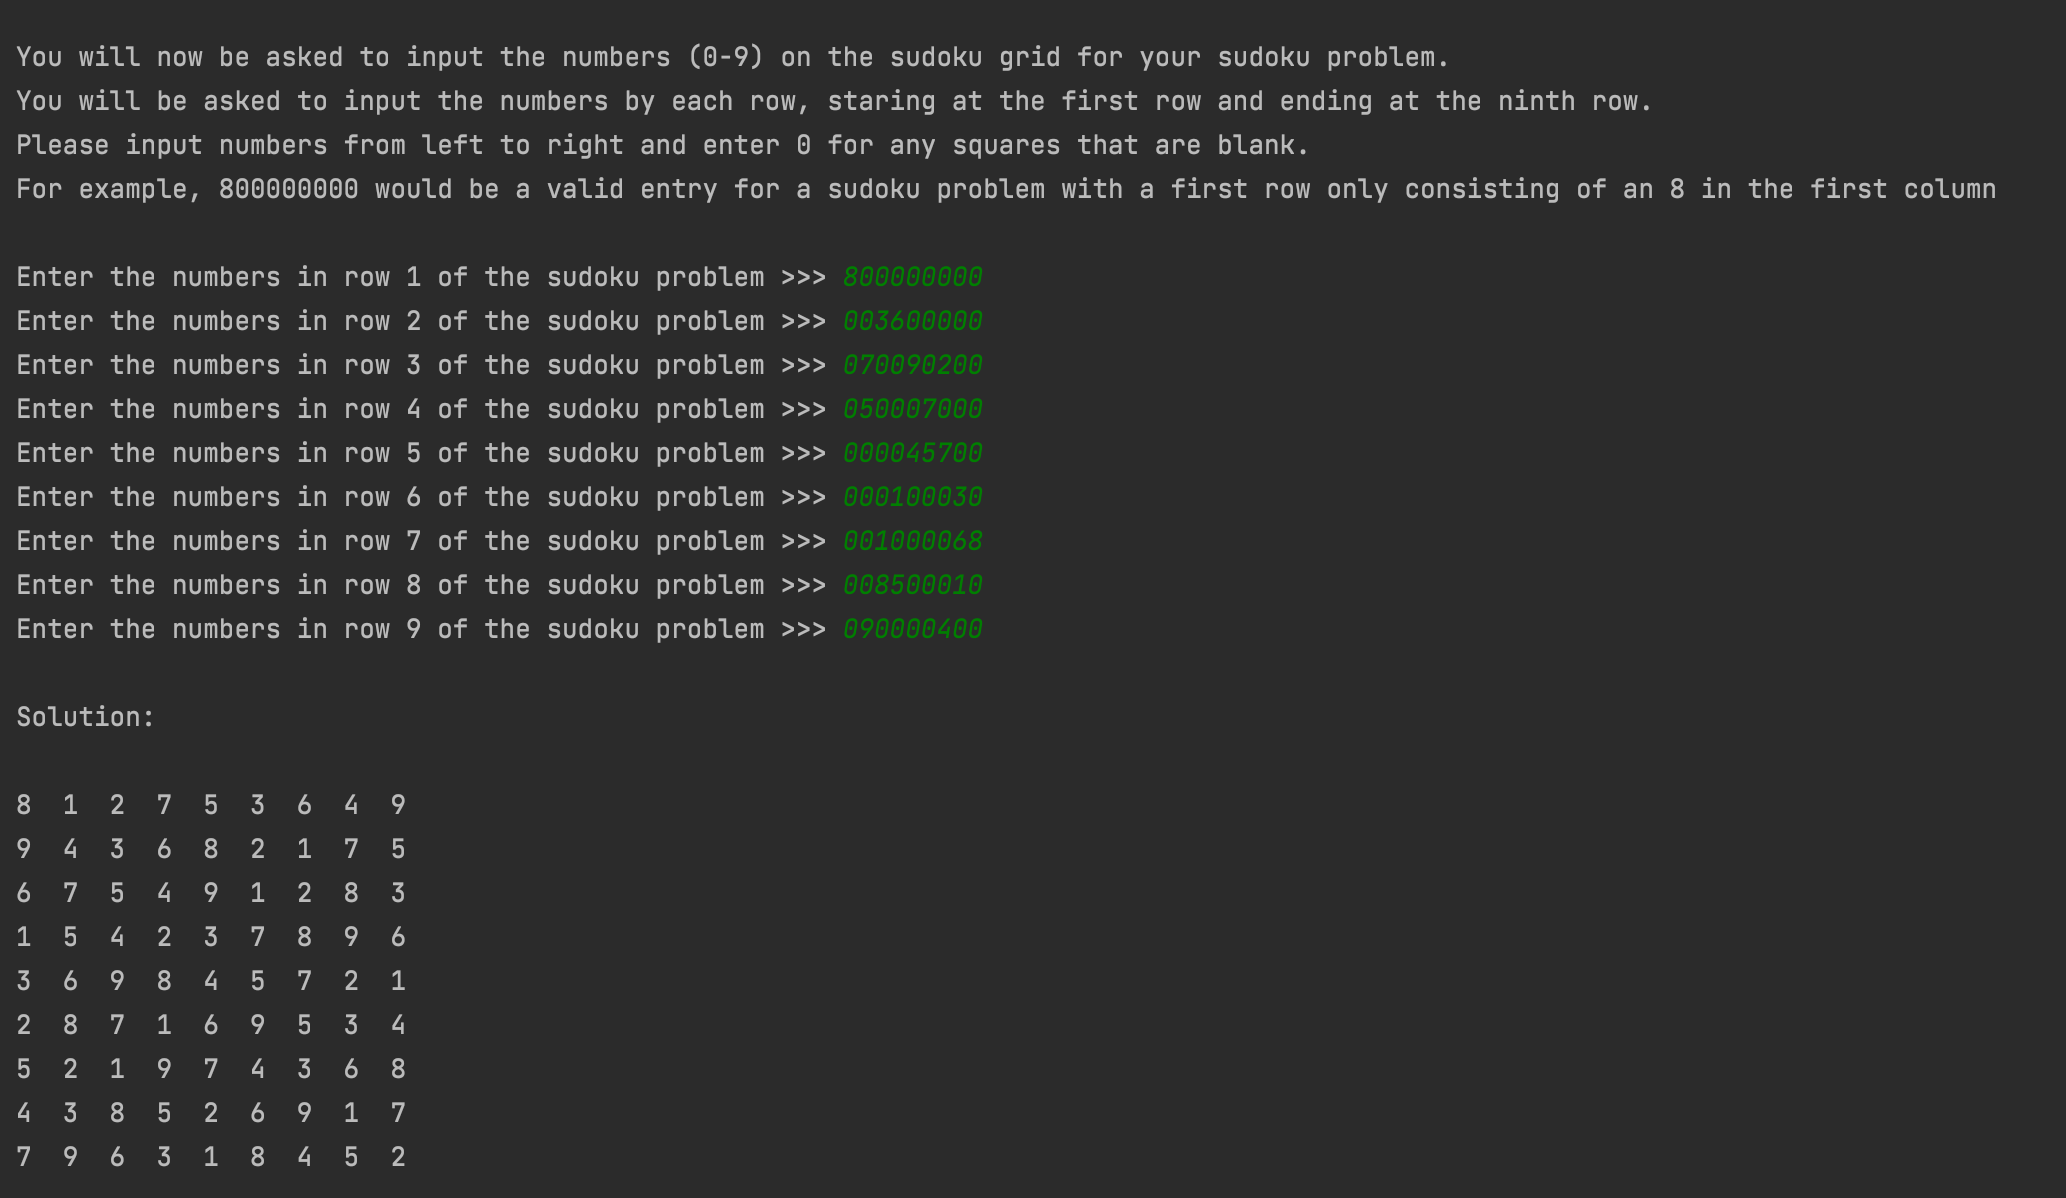 You will now be asked to input the numbers (0-9) on the sudoku grid for your sudoku problem.
You will be asked to input the numbers by each row, staring at the first row and ending at the ninth row.
Please input numbers from left to right and enter 0 for any squares that are blank.
For example, 800000000 would be a valid entry for a sudoku problem with a first row only consisting of an 8 in the first column
Enter the numbers in row 1 of the sudoku problem >>> 800000000
Enter the numbers in row 2 of the sudoku problem >>> 003600000
Enter the numbers in row 3 of the sudoku problem >>> 070090200
Enter the numbers in row 4 of the sudoku problem >>> 050007000
Enter the numbers in row 5 of the sudoku problem >>> 000045700
Enter the numbers in row 6 of the sudoku problem >>> 000100030
Enter the numbers in row 7 of the sudoku problem >>> 001000068
Enter the numbers in row 8 of the sudoku problem >>> 008500010
Enter the numbers in row 9 of the sudoku problem >>> 090000400
Solution:
8 1 2 7 5 3 6 4 9
9 4 3 6 8 2 1 7 5
6 7 5 4 9 1 2 8 3
1 5 4 2 3 7 8 9 6
3 6 9 8 4 5 7 2 1
2 8 7 1 6 9 5 3 4
5 2 1 9 7 4 3 6 8
4 3 8 5 2 6 9 1 7
7 9 6 3 1 8 4 5 2